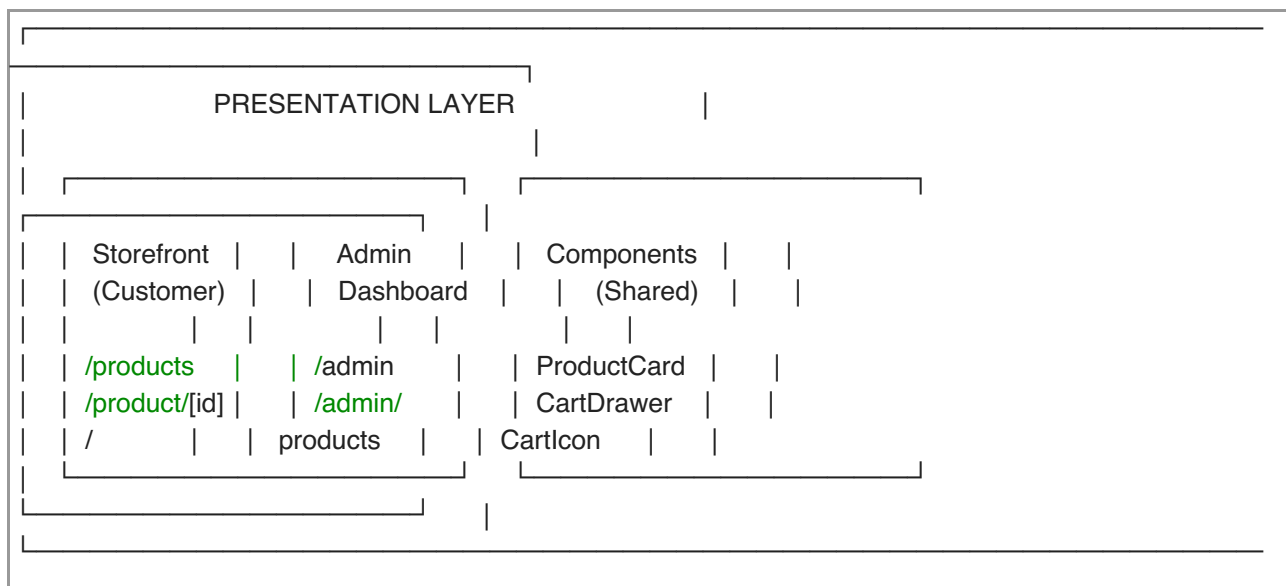 PRESENTATION LAYER
Storefront Admin Components
(Customer) Dashboard (Shared)
/products /admin ProductCard
/product/[id] /admin/ CartDrawer
/ products CartIcon